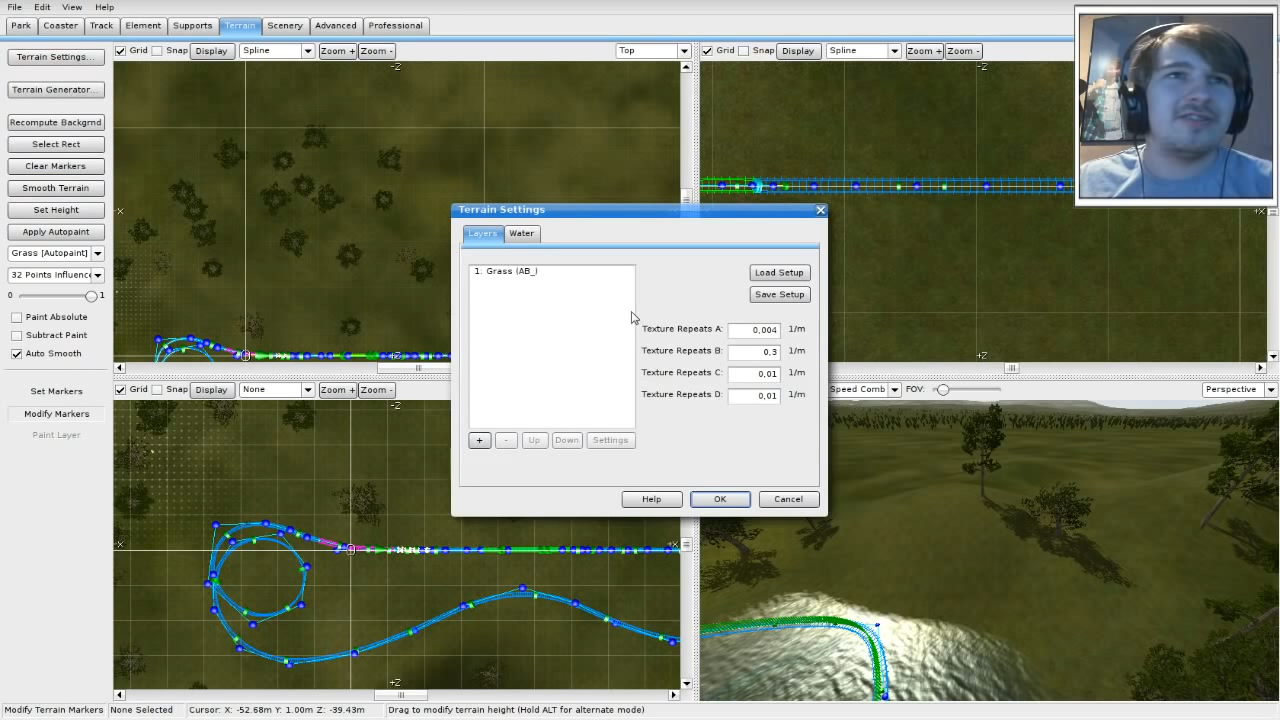 File Edit View Help
Park Coaster Track Element Supports Terrain Scenery Advanced Professional
Terrain Settings...
Terrain Generator...
Recompute Backgrnd
Select Rect
Clear Markers
Smooth Terrain
Set Height
Apply Autopaint
Grass [Autopaint]
32 Points Influenc
0 1
Paint Absolute
Subtract Paint
Auto Smooth
Set Markers
Modify Markers
Paint Layer
Grid Snap Display Spline Zoom + Zoom - Top
-Z
-X
+Z
Grid Snap Display Spline Zoom + Zoom -
-Z
+X
+Z
Grid Snap Display None Zoom + Zoom -
-Z
-X +X
+Z
Speed Comb FOV: Perspective
Terrain Settings
Layers Water
1: Grass (AB_)
Load Setup
Save Setup
Texture Repeats A: 0,004 1/m
Texture Repeats B: 0,3 1/m
Texture Repeats C: 0,01 1/m
Texture Repeats D: 0,01 1/m
+ - Up Down Settings
Help OK Cancel
Modify Terrain Markers None Selected Cursor: X: -52.68m Y: 1.00m Z: -39.43m Drag to modify terrain height (Hold ALT for alternate mode)